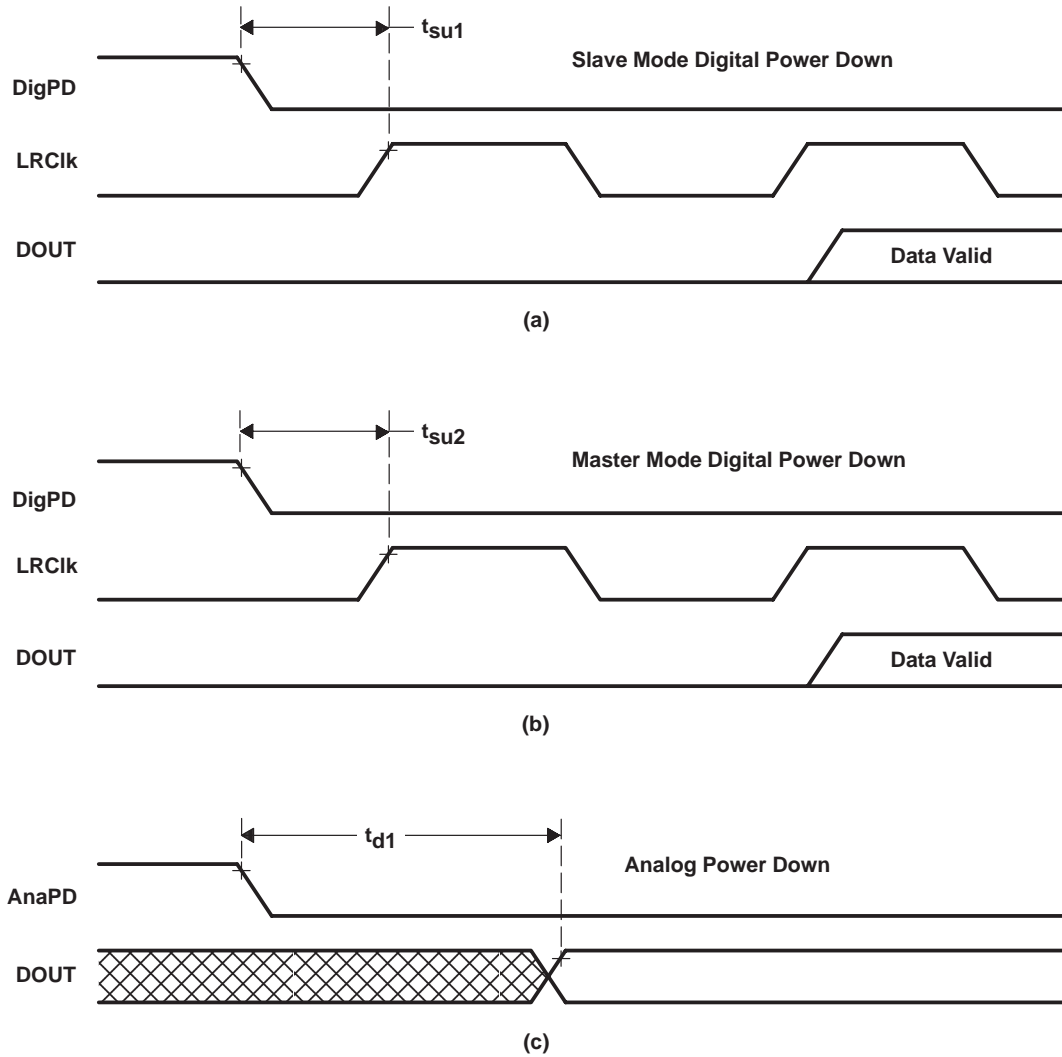 tsu1
Slave Mode Digital Power Down
DigPD
LRClk
DOUT
Data Valid
(a)
tsu2
Master Mode Digital Power Down
DigPD
LRClk
DOUT
Data Valid
(b)
td1
Analog Power Down
AnaPD
DOUT
(c)